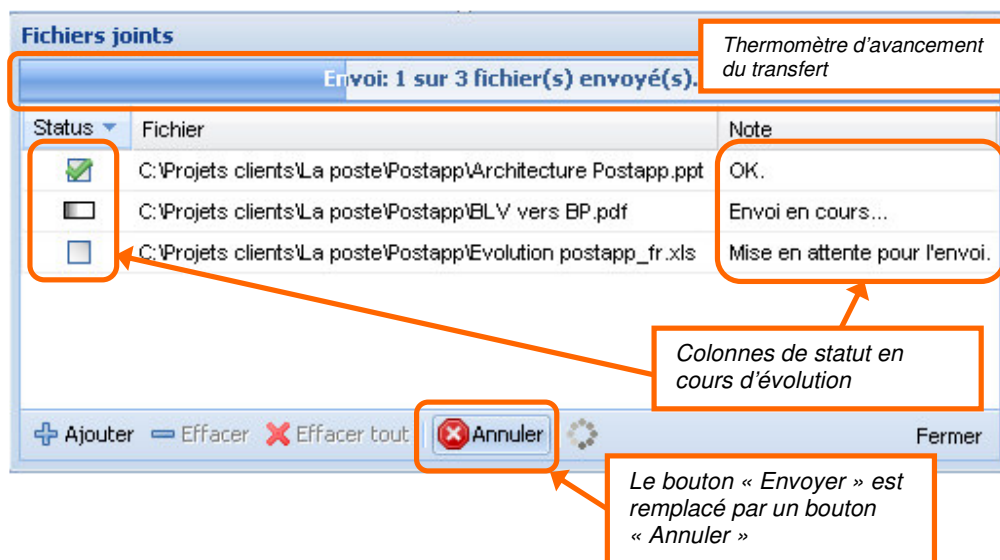 Fichiers joints
Thermomètre d'avancement
du transfert
Envoi: 1 sur 3 fichier(s) envoyé(s).
Status Fichier Note
C:\Projets clients\La poste\Postapp\Architecture Postapp.ppt OK.
C:\Projets clients\La poste\Postapp\BLV vers BP.pdf Envoi en cours...
C:\Projets clients\La poste\Postapp\Evolution postapp_fr.xls Mise en attente pour l'envoi.
Colonnes de statut en
cours d'évolution
Ajouter Effacer Effacer tout Annuler Fermer
Le bouton « Envoyer » est
remplacé par un bouton
« Annuler »